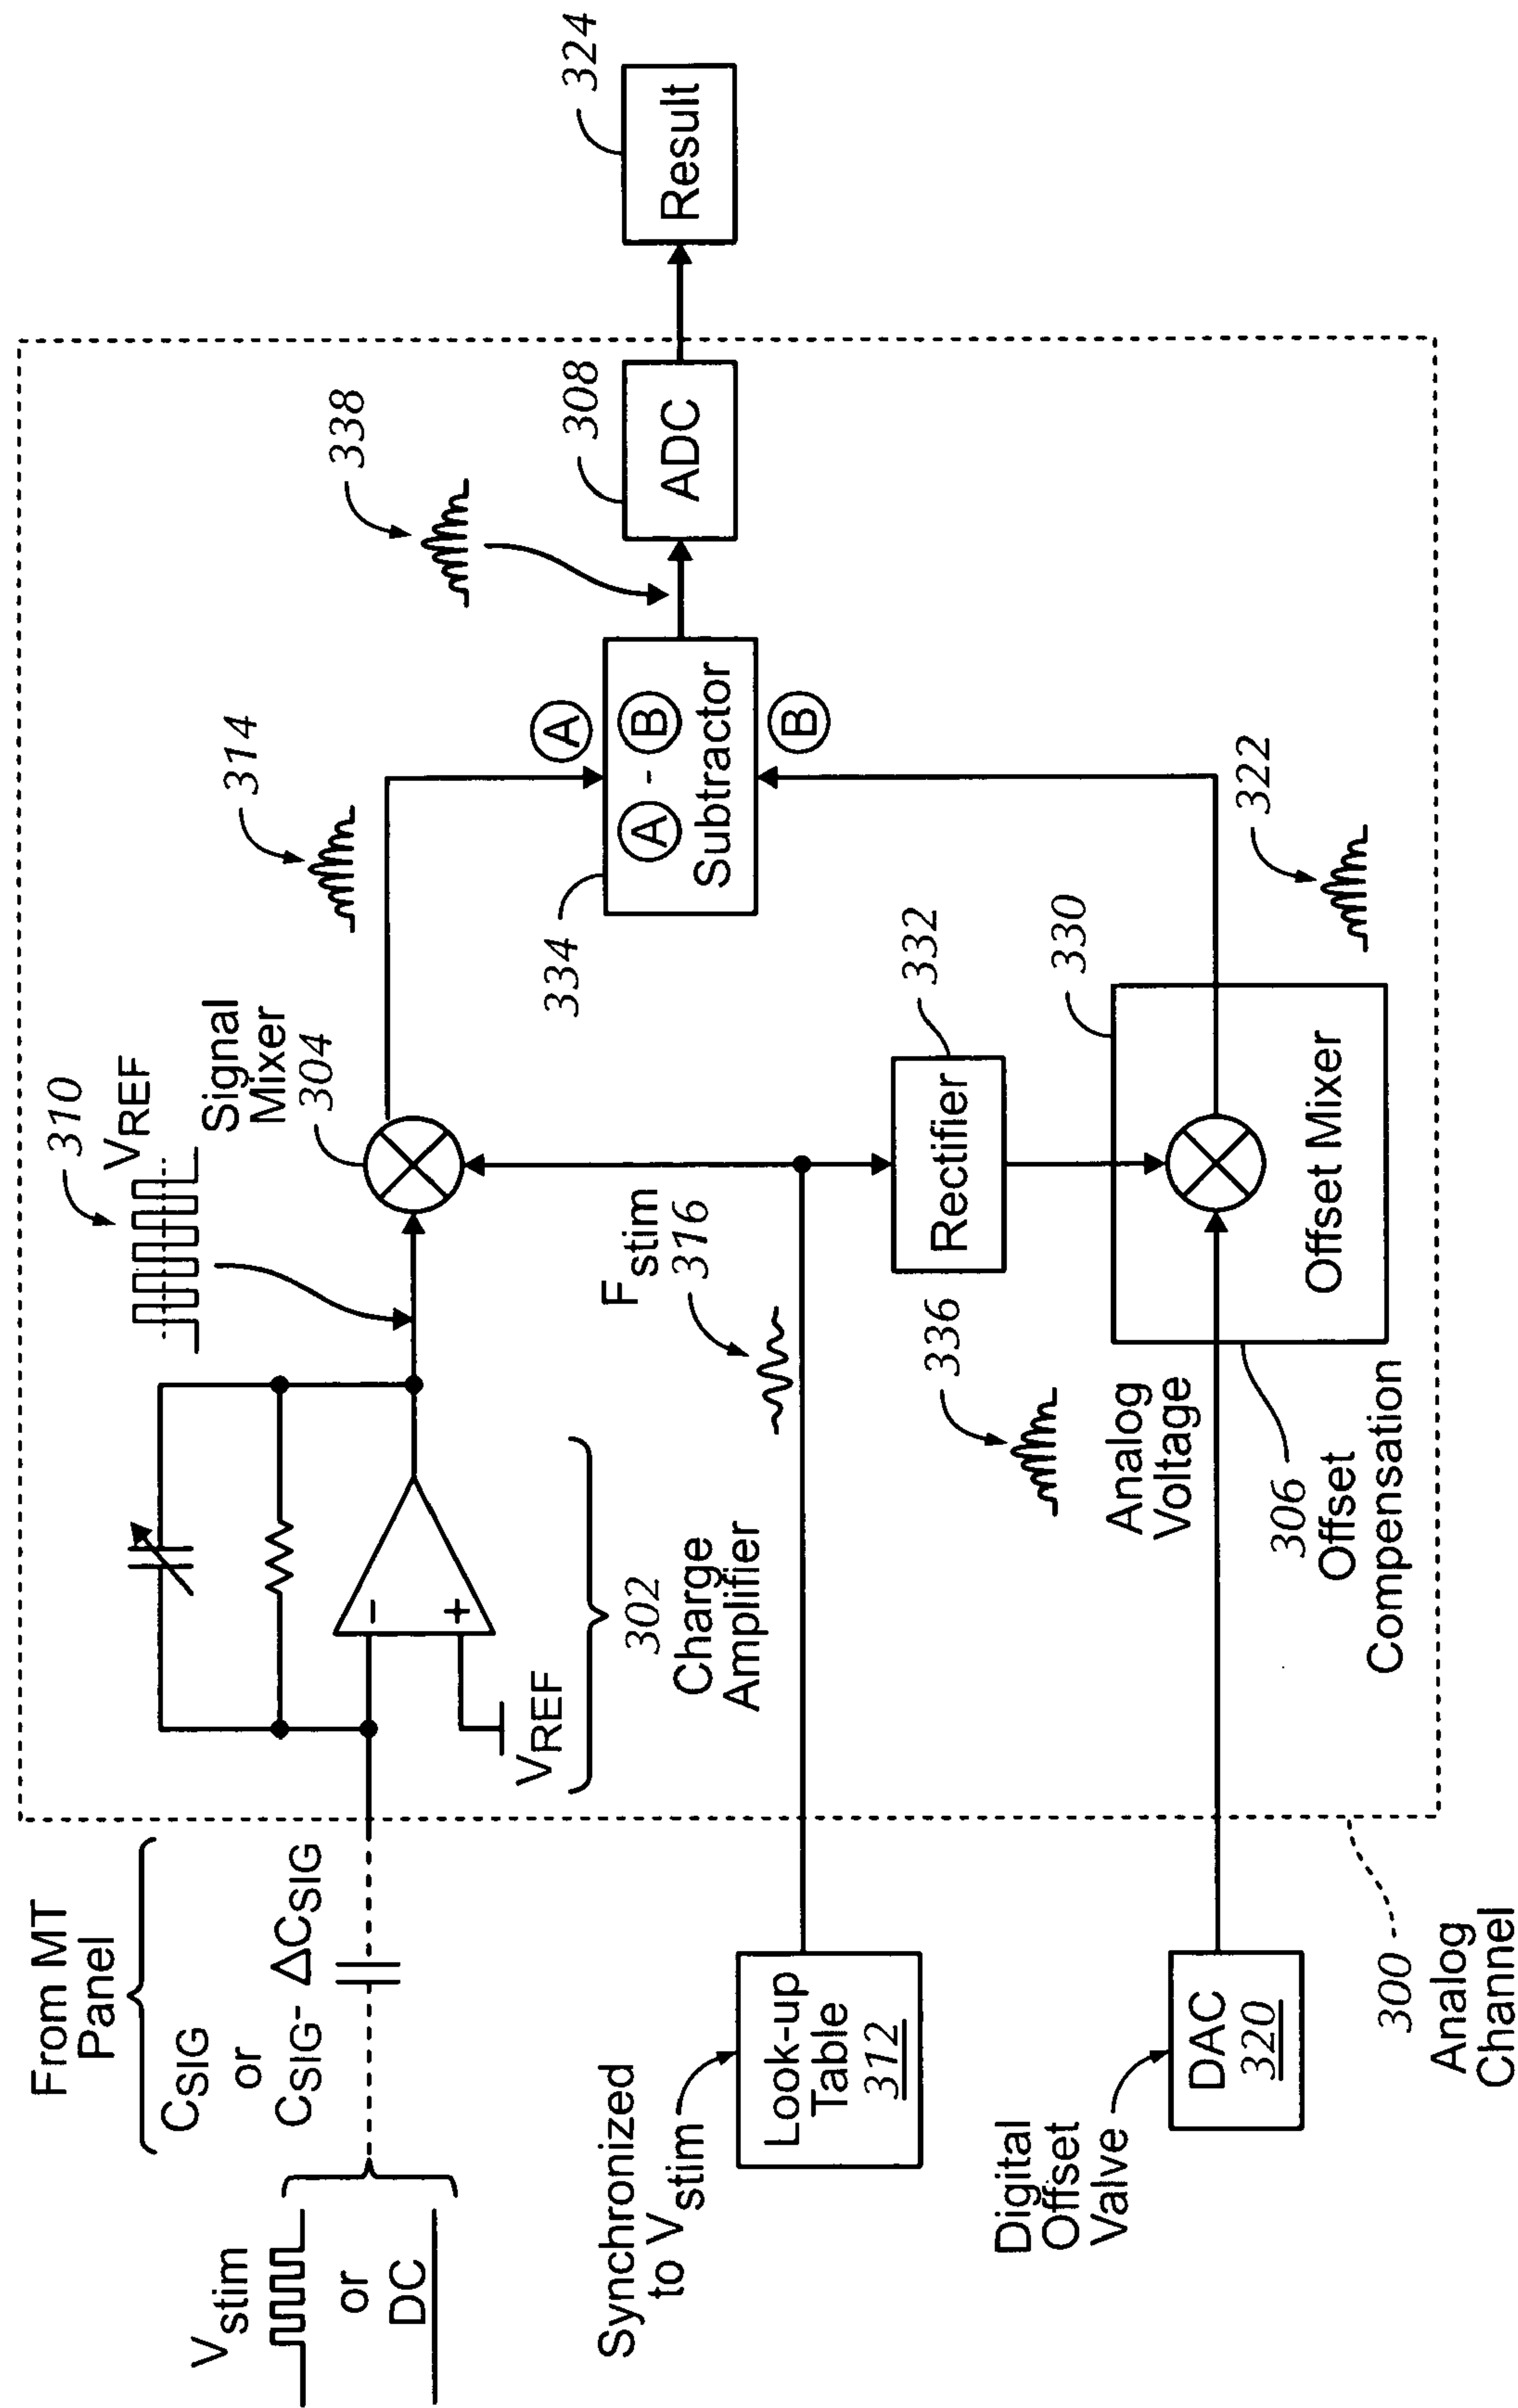 From MT
Panel
CSIG
or
CSIG- ΔCSIG
Vstim
or
DC
VREF
302
Charge
Amplifier
310
VREF
Signal
Mixer
304
314
A
A - B
Subtractor
B
334
338
308
ADC
324
Result
Synchronized
to Vstim
Look-up
Table
312
Fstim
316
332
Rectifier
336
Digital
Offset
Valve
DAC
320
Analog
Voltage
330
Offset Mixer
322
306
Offset
Compensation
300
Analog
Channel
-
+